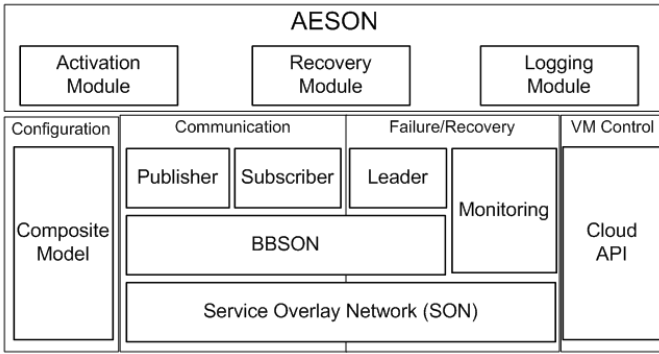 AESON
Activation
Module
Recovery
Module
Logging
Module
Configuration
Communication
Failure/Recovery
VM Control
Composite
Model
Publisher
Subscriber
Leader
Monitoring
Cloud
API
BBSON
Service Overlay Network (SON)